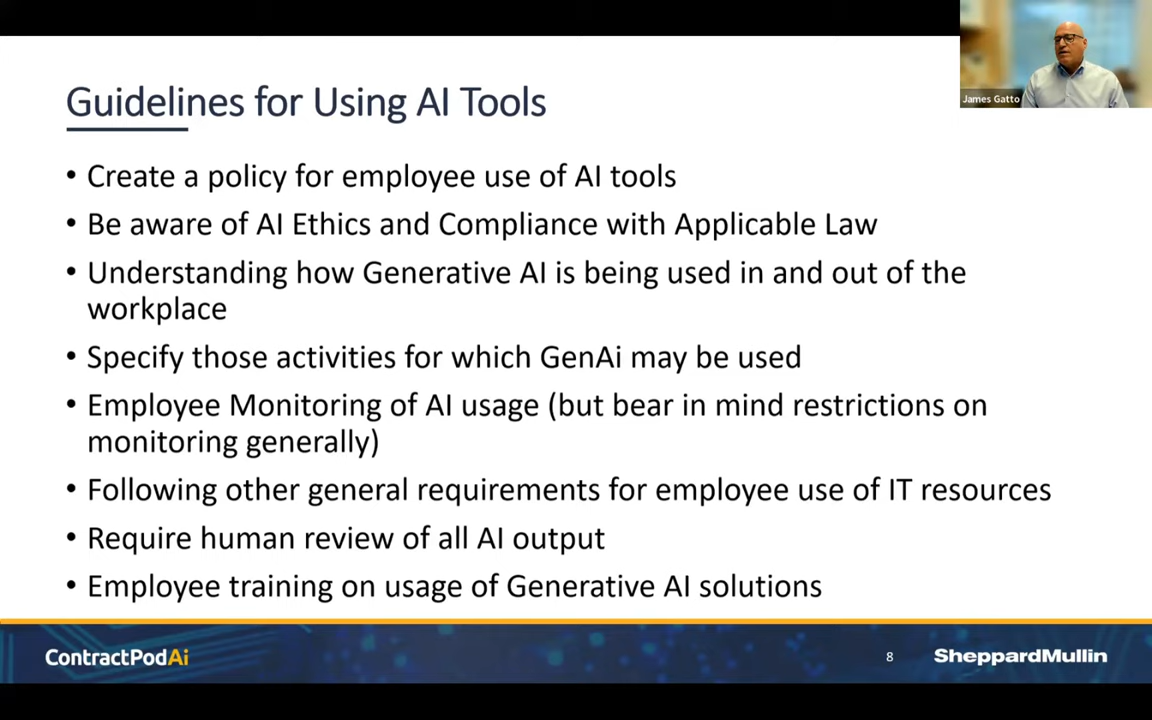 James Gatto
Guidelines for Using AI Tools
• Create a policy for employee use of AI tools
• Be aware of AI Ethics and Compliance with Applicable Law
• Understanding how Generative AI is being used in and out of the
workplace
• Specify those activities for which GenAi may be used
• Employee Monitoring of AI usage (but bear in mind restrictions on
monitoring generally)
• Following other general requirements for employee use of IT resources
• Require human review of all AI output
• Employee training on usage of Generative AI solutions
ContractPodAi
8
SheppardMullin